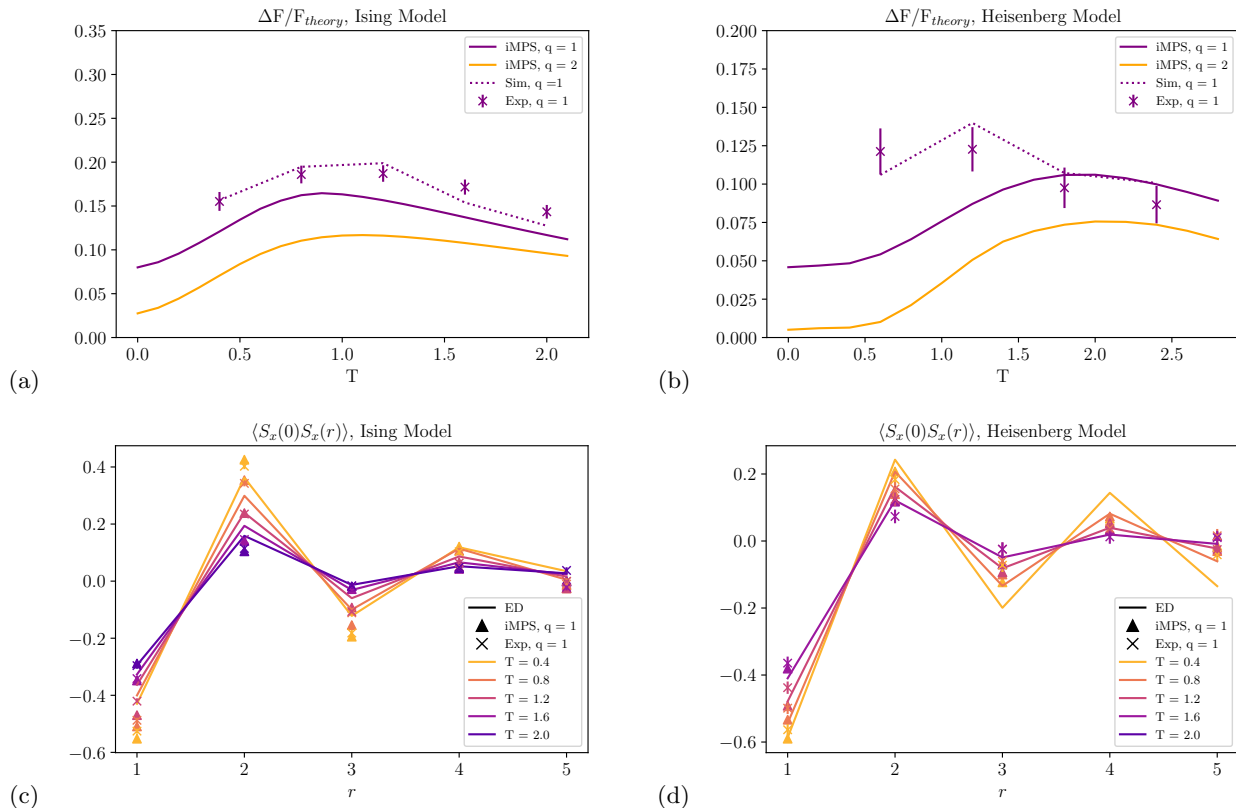 ΔF/F_theory, Ising Model
0.35
0.30
0.25
0.20
0.15
0.10
0.05
0.00
iMPS, q = 1
iMPS, q = 2
Sim, q =1
Exp, q = 1
0.0 0.5 1.0 1.5 2.0
T
(a)
ΔF/F_theory, Heisenberg Model
0.200
0.175
0.150
0.125
0.100
0.075
0.050
0.025
0.000
iMPS, q = 1
iMPS, q = 2
Sim, q = 1
Exp, q = 1
0.0 0.5 1.0 1.5 2.0 2.5
T
(b)
⟨S_x(0)S_x(r)⟩, Ising Model
0.4
0.2
0.0
−0.2
−0.4
−0.6
ED
iMPS, q = 1
Exp, q = 1
T = 0.4
T = 0.8
T = 1.2
T = 1.6
T = 2.0
1 2 3 4 5
r
(c)
⟨S_x(0)S_x(r)⟩, Heisenberg Model
0.2
0.0
−0.2
−0.4
−0.6
ED
iMPS, q = 1
Exp, q = 1
T = 0.4
T = 0.8
T = 1.2
T = 1.6
T = 2.0
1 2 3 4 5
r
(d)